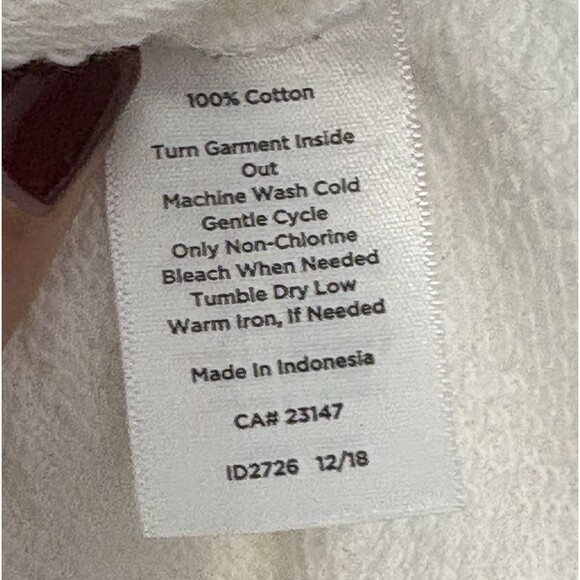 100% Cotton
Turn Garment Inside
Out
Machine Wash Cold
Gentle Cycle
Only Non-Chlorine
Bleach When Needed
Tumble Dry Low
Warm Iron, If Needed
Made In Indonesia
CA# 23147
ID2726 12/18